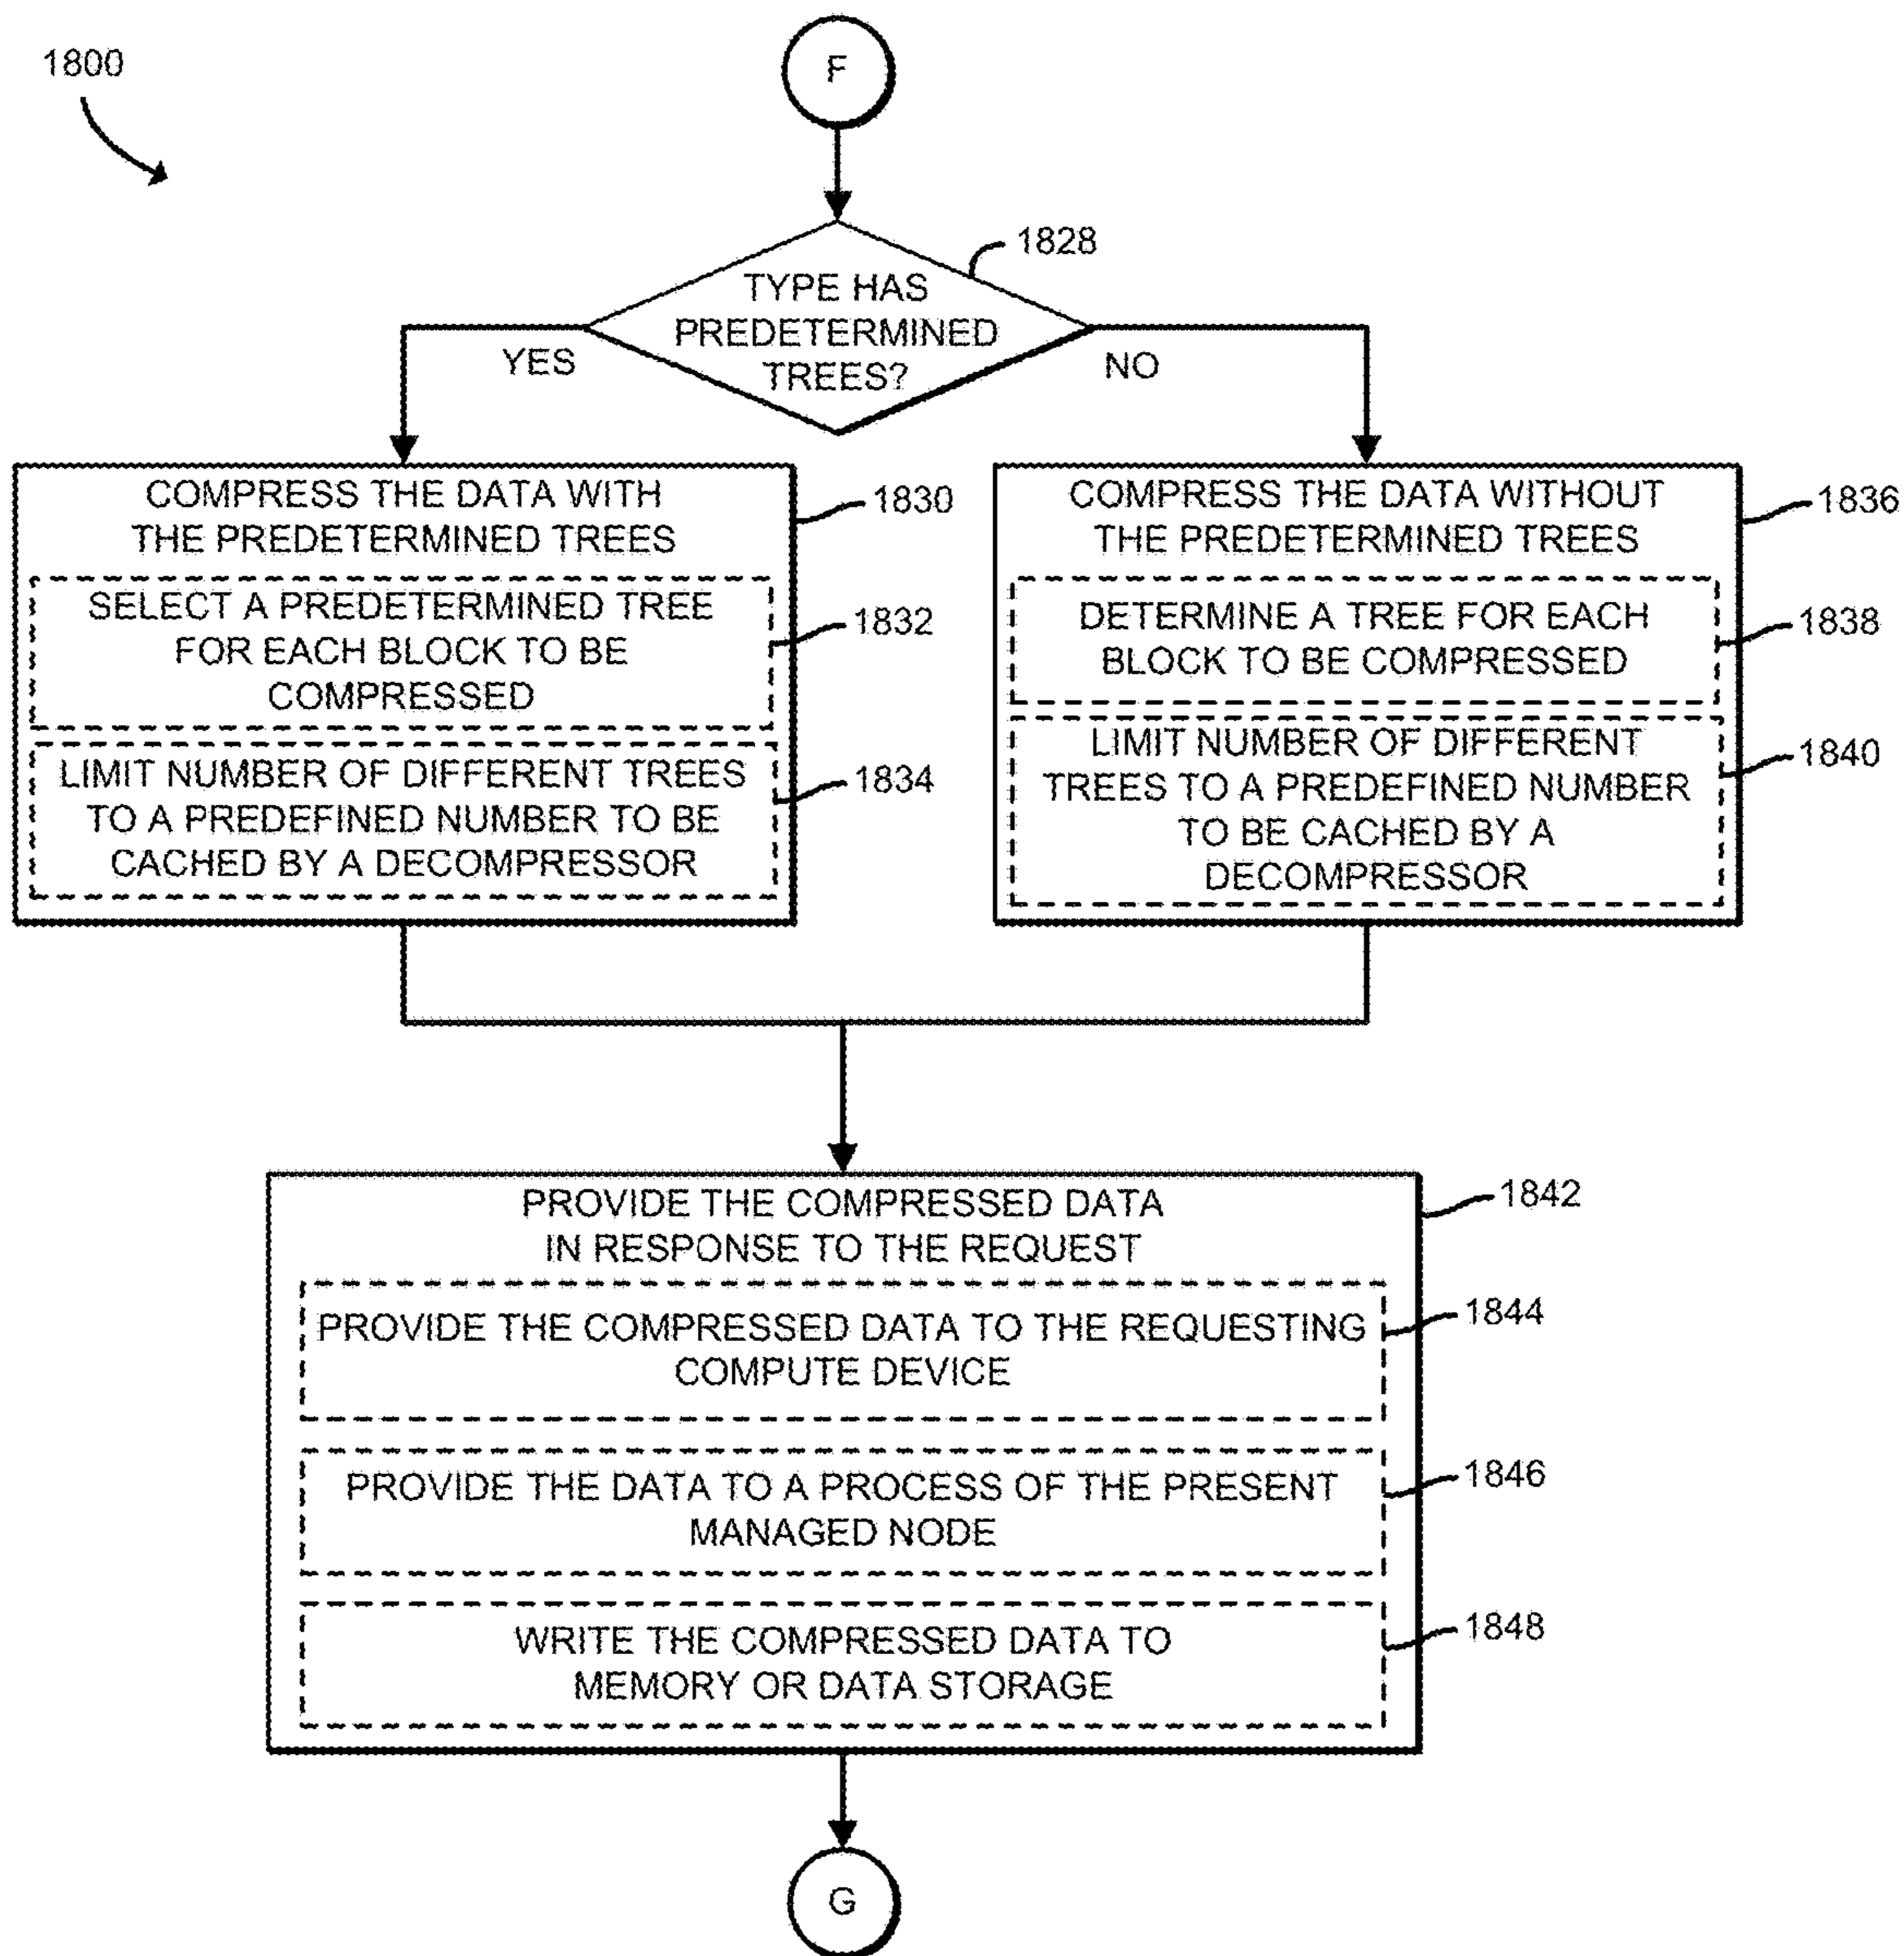 1800
F
1828
TYPE HAS
PREDETERMINED
TREES?
YES
NO
COMPRESS THE DATA WITH
THE PREDETERMINED TREES
1830
SELECT A PREDETERMINED TREE
FOR EACH BLOCK TO BE
COMPRESSED
1832
LIMIT NUMBER OF DIFFERENT TREES
TO A PREDEFINED NUMBER TO BE
CACHED BY A DECOMPRESSOR
1834
COMPRESS THE DATA WITHOUT
THE PREDETERMINED TREES
1836
DETERMINE A TREE FOR EACH
BLOCK TO BE COMPRESSED
1838
LIMIT NUMBER OF DIFFERENT
TREES TO A PREDEFINED NUMBER
TO BE CACHED BY A
DECOMPRESSOR
1840
PROVIDE THE COMPRESSED DATA
IN RESPONSE TO THE REQUEST
1842
PROVIDE THE COMPRESSED DATA TO THE REQUESTING
COMPUTE DEVICE
1844
PROVIDE THE DATA TO A PROCESS OF THE PRESENT
MANAGED NODE
1846
WRITE THE COMPRESSED DATA TO
MEMORY OR DATA STORAGE
1848
G